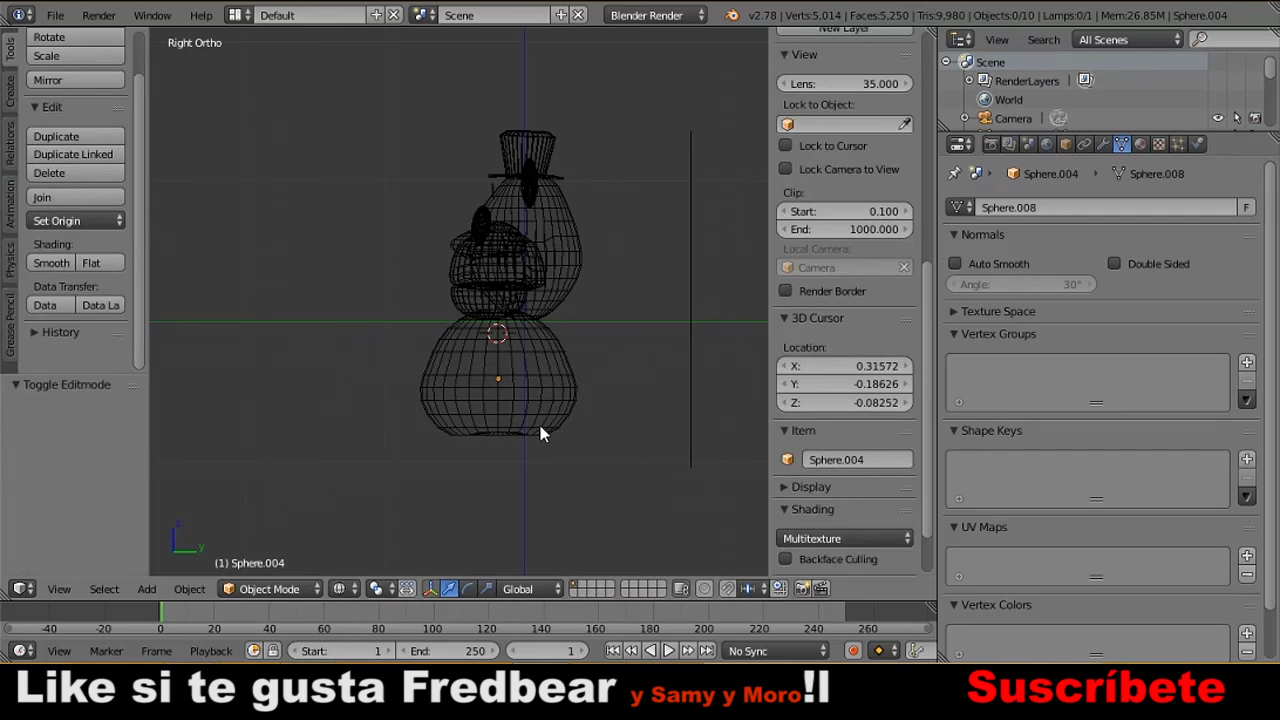 File Render Window Help Default Scene Blender Render v2.78 | Verts:5,014 | Faces:5,250 | Tris:9,980 | Objects:0/10 | Lamps:0/1 | Mem:26.85M | Sphere.004
Tools
Create
Relations
Animation
Physics
Grease Pencil
Rotate
Scale
Mirror
Edit
Duplicate
Duplicate Linked
Delete
Join
Set Origin
Shading:
Smooth Flat
Data Transfer:
Data Data La
History
Toggle Editmode
Right Ortho
z
y
(1) Sphere.004
New Layer
View
Lens: 35.000
Lock to Object:
Lock to Cursor
Lock Camera to View
Clip:
Start: 0.100
End: 1000.000
Local Camera:
Camera
Render Border
3D Cursor
Location:
X: 0.31572
Y: -0.18626
Z: -0.08252
Item
Sphere.004
Display
Shading
Multitexture
Backface Culling
View Search All Scenes
Scene
RenderLayers
World
Camera
Sphere.004 Sphere.008
Sphere.008 F
Normals
Auto Smooth Double Sided
Angle: 30°
Texture Space
Vertex Groups
Shape Keys
UV Maps
Vertex Colors
View Select Add Object Object Mode Global
-40 -20 0 20 40 60 80 100 120 140 160 180 200 220 240 260
View Marker Frame Playback Start: 1 End: 250 1 No Sync
Like si te gusta Fredbear y Samy y Moro!l Suscríbete